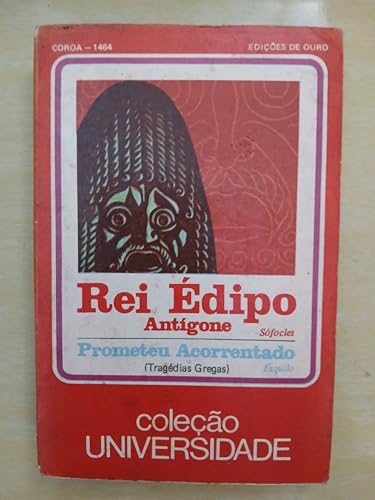 COROA – 1464 EDIÇÕES DE OURO
Rei Édipo
Antígone
Sófocles
Prometeu Acorrentado
(Tragédias Gregas) Ésquilo
coleção
UNIVERSIDADE